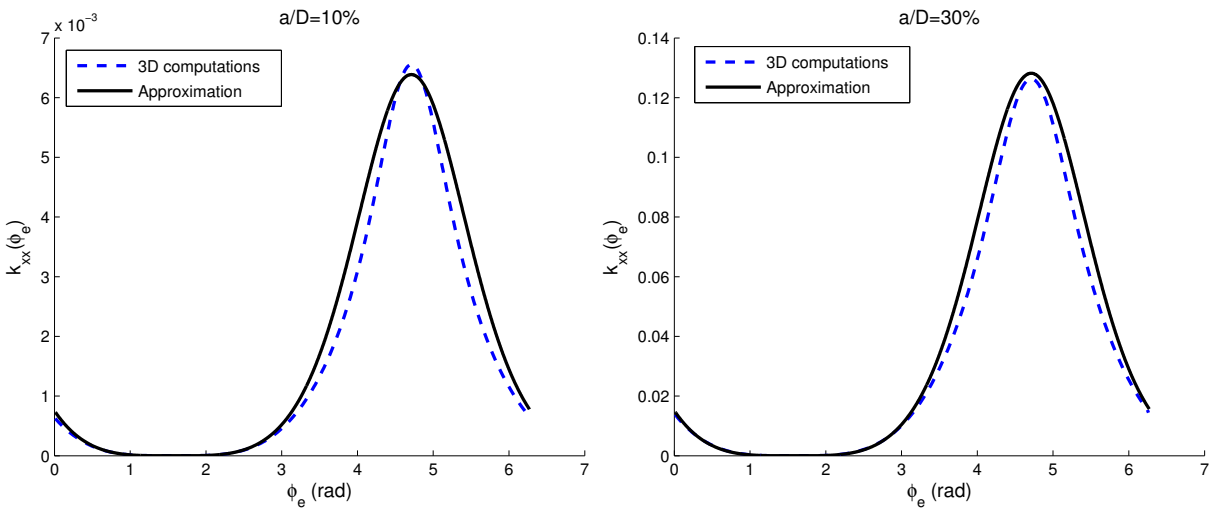 a/D=10%
x 10⁻³
7
6
5
4
3
2
1
0
k_xx(ϕ_e)
3D computations
Approximation
0 1 2 3 4 5 6 7
ϕ_e (rad)
a/D=30%
0.14
0.12
0.1
0.08
0.06
0.04
0.02
0
k_xx(ϕ_e)
3D computations
Approximation
0 1 2 3 4 5 6 7
ϕ_e (rad)